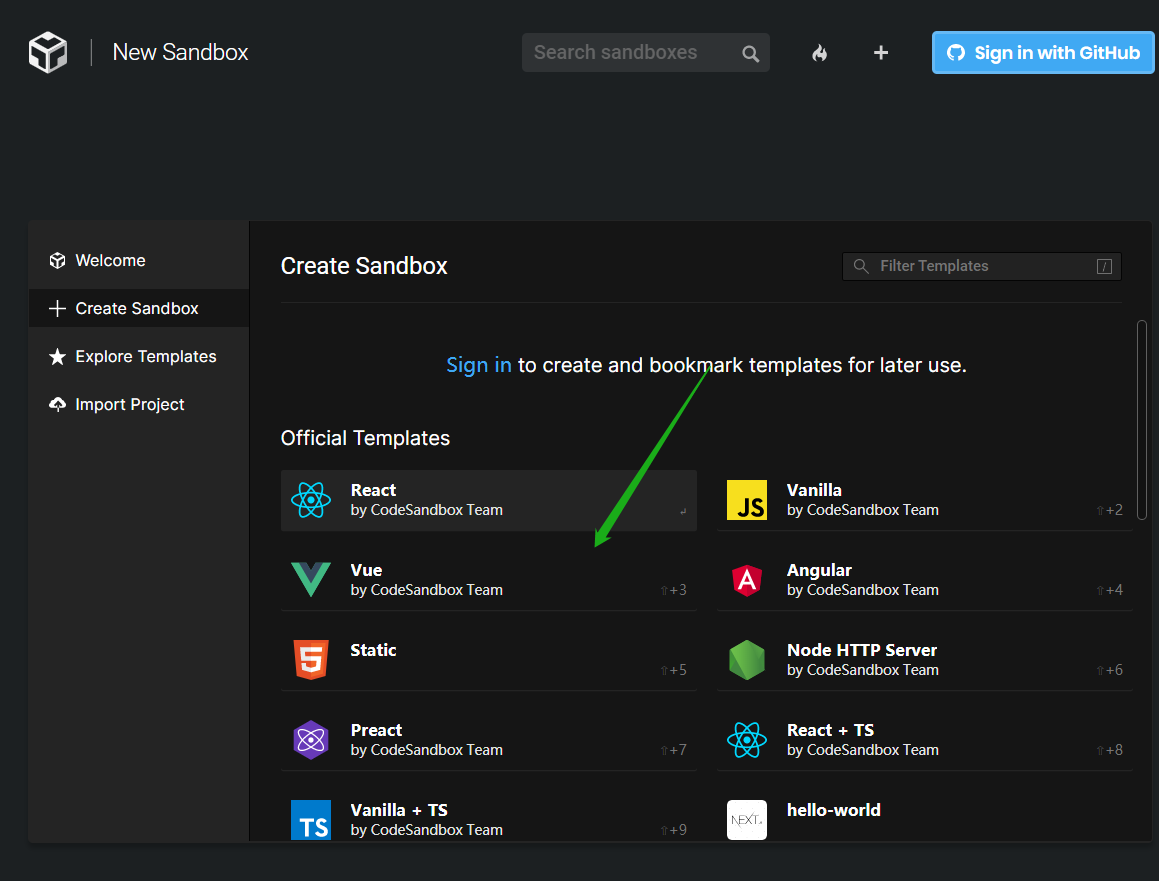 New Sandbox
Search sandboxes
Sign in with GitHub
Welcome
Create Sandbox
Explore Templates
Import Project
Create Sandbox
Filter Templates
/
Sign in to create and bookmark templates for later use.
Official Templates
React
by CodeSandbox Team
↵
JS
Vanilla
by CodeSandbox Team
⇧+2
Vue
by CodeSandbox Team
⇧+3
A
Angular
by CodeSandbox Team
⇧+4
5
Static
⇧+5
Node HTTP Server
by CodeSandbox Team
⇧+6
Preact
by CodeSandbox Team
⇧+7
React + TS
by CodeSandbox Team
⇧+8
TS
Vanilla + TS
by CodeSandbox Team
⇧+9
NEXT.
hello-world